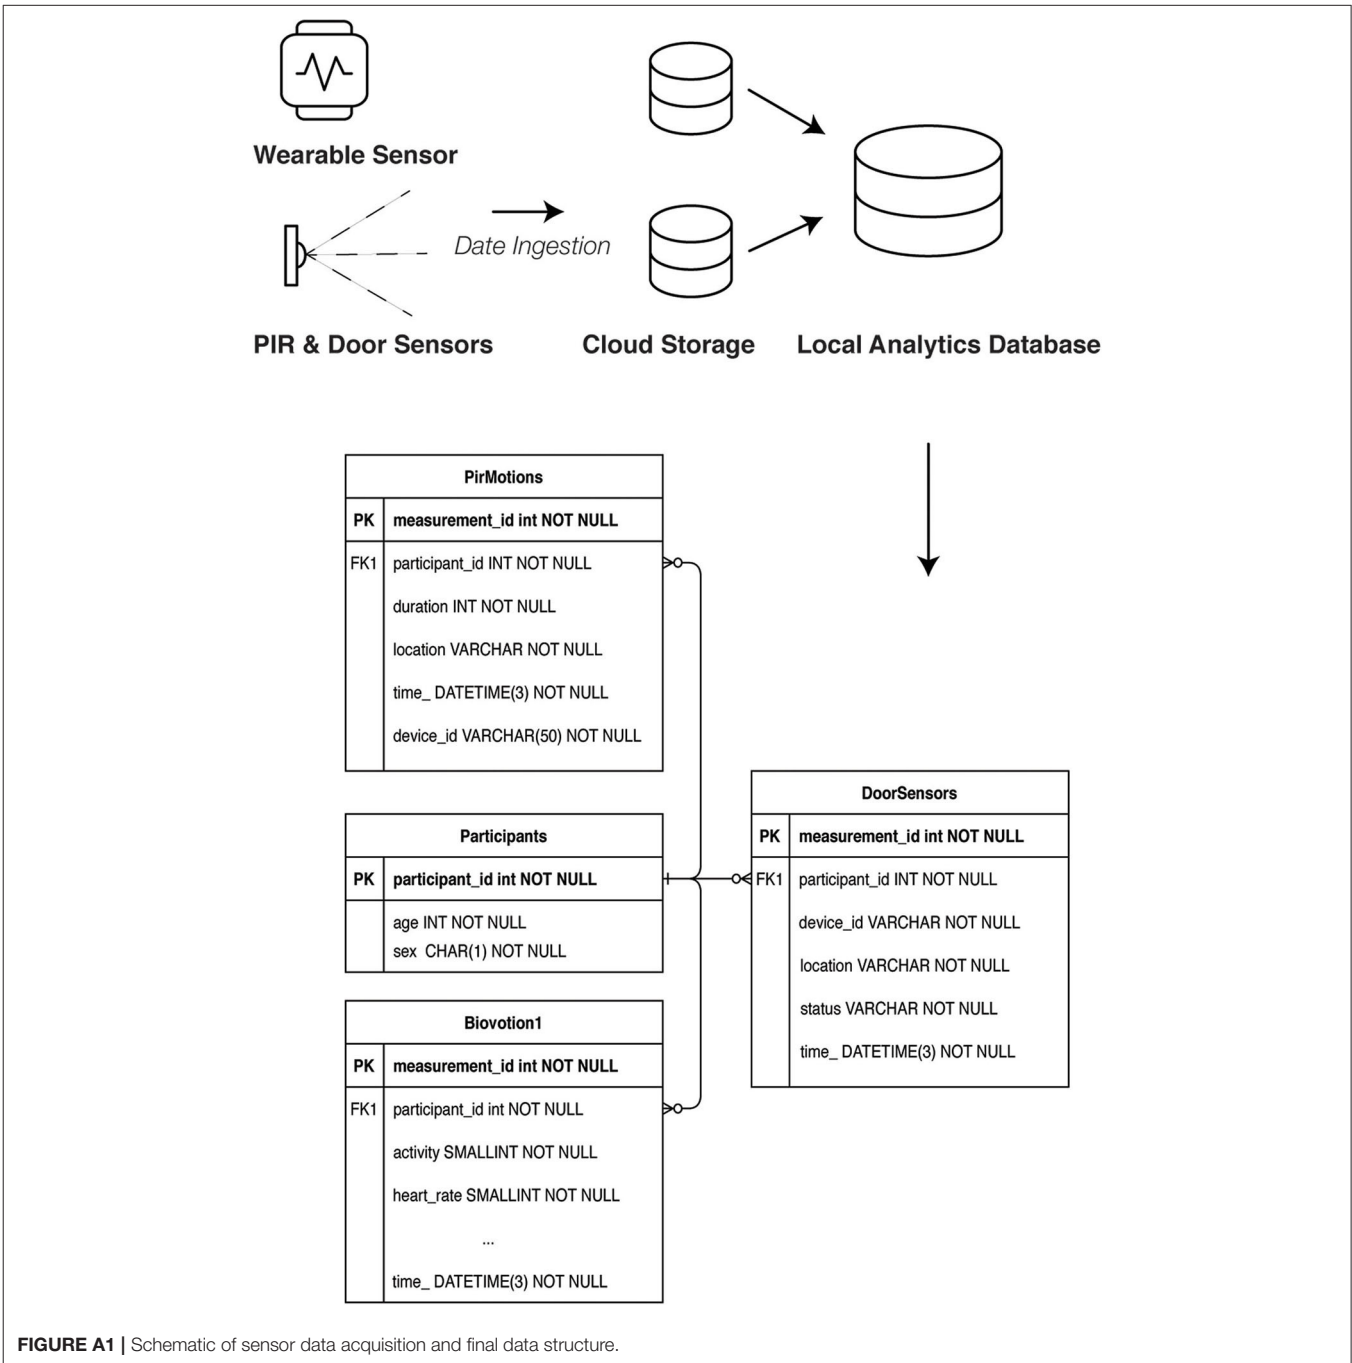 Wearable Sensor
Date Ingestion
PIR & Door Sensors
Cloud Storage
Local Analytics Database
PirMotions
PK measurement_id int NOT NULL
FK1 participant_id INT NOT NULL
duration INT NOT NULL
location VARCHAR NOT NULL
time_ DATETIME(3) NOT NULL
device_id VARCHAR(50) NOT NULL
Participants
PK participant_id int NOT NULL
age INT NOT NULL
sex CHAR(1) NOT NULL
Biovotion1
PK measurement_id int NOT NULL
FK1 participant_id int NOT NULL
activity SMALLINT NOT NULL
heart_rate SMALLINT NOT NULL
...
time_ DATETIME(3) NOT NULL
DoorSensors
PK measurement_id int NOT NULL
FK1 participant_id INT NOT NULL
device_id VARCHAR NOT NULL
location VARCHAR NOT NULL
status VARCHAR NOT NULL
time_ DATETIME(3) NOT NULL
FIGURE A1 | Schematic of sensor data acquisition and final data structure.